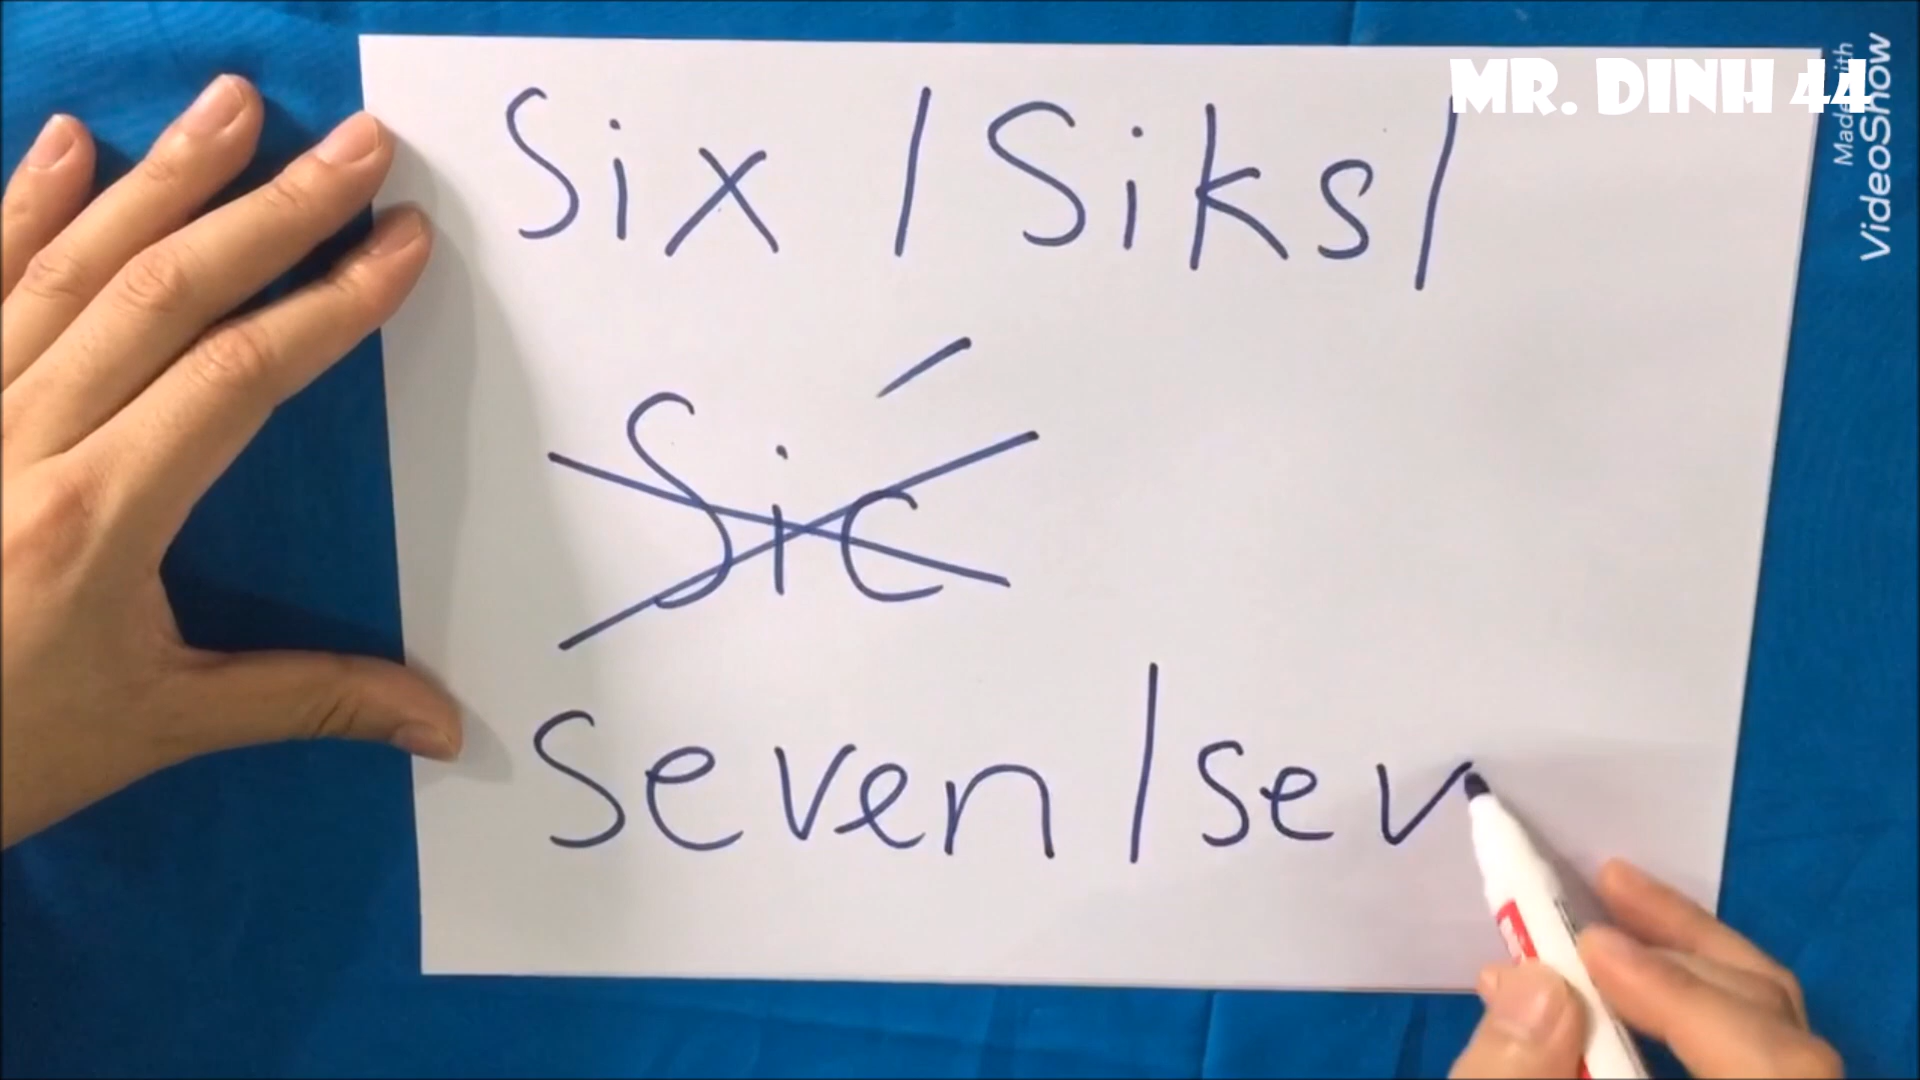 MR. DINH 44
Made with
VideoShow
Six /Siks/
Síc
Seven /sev